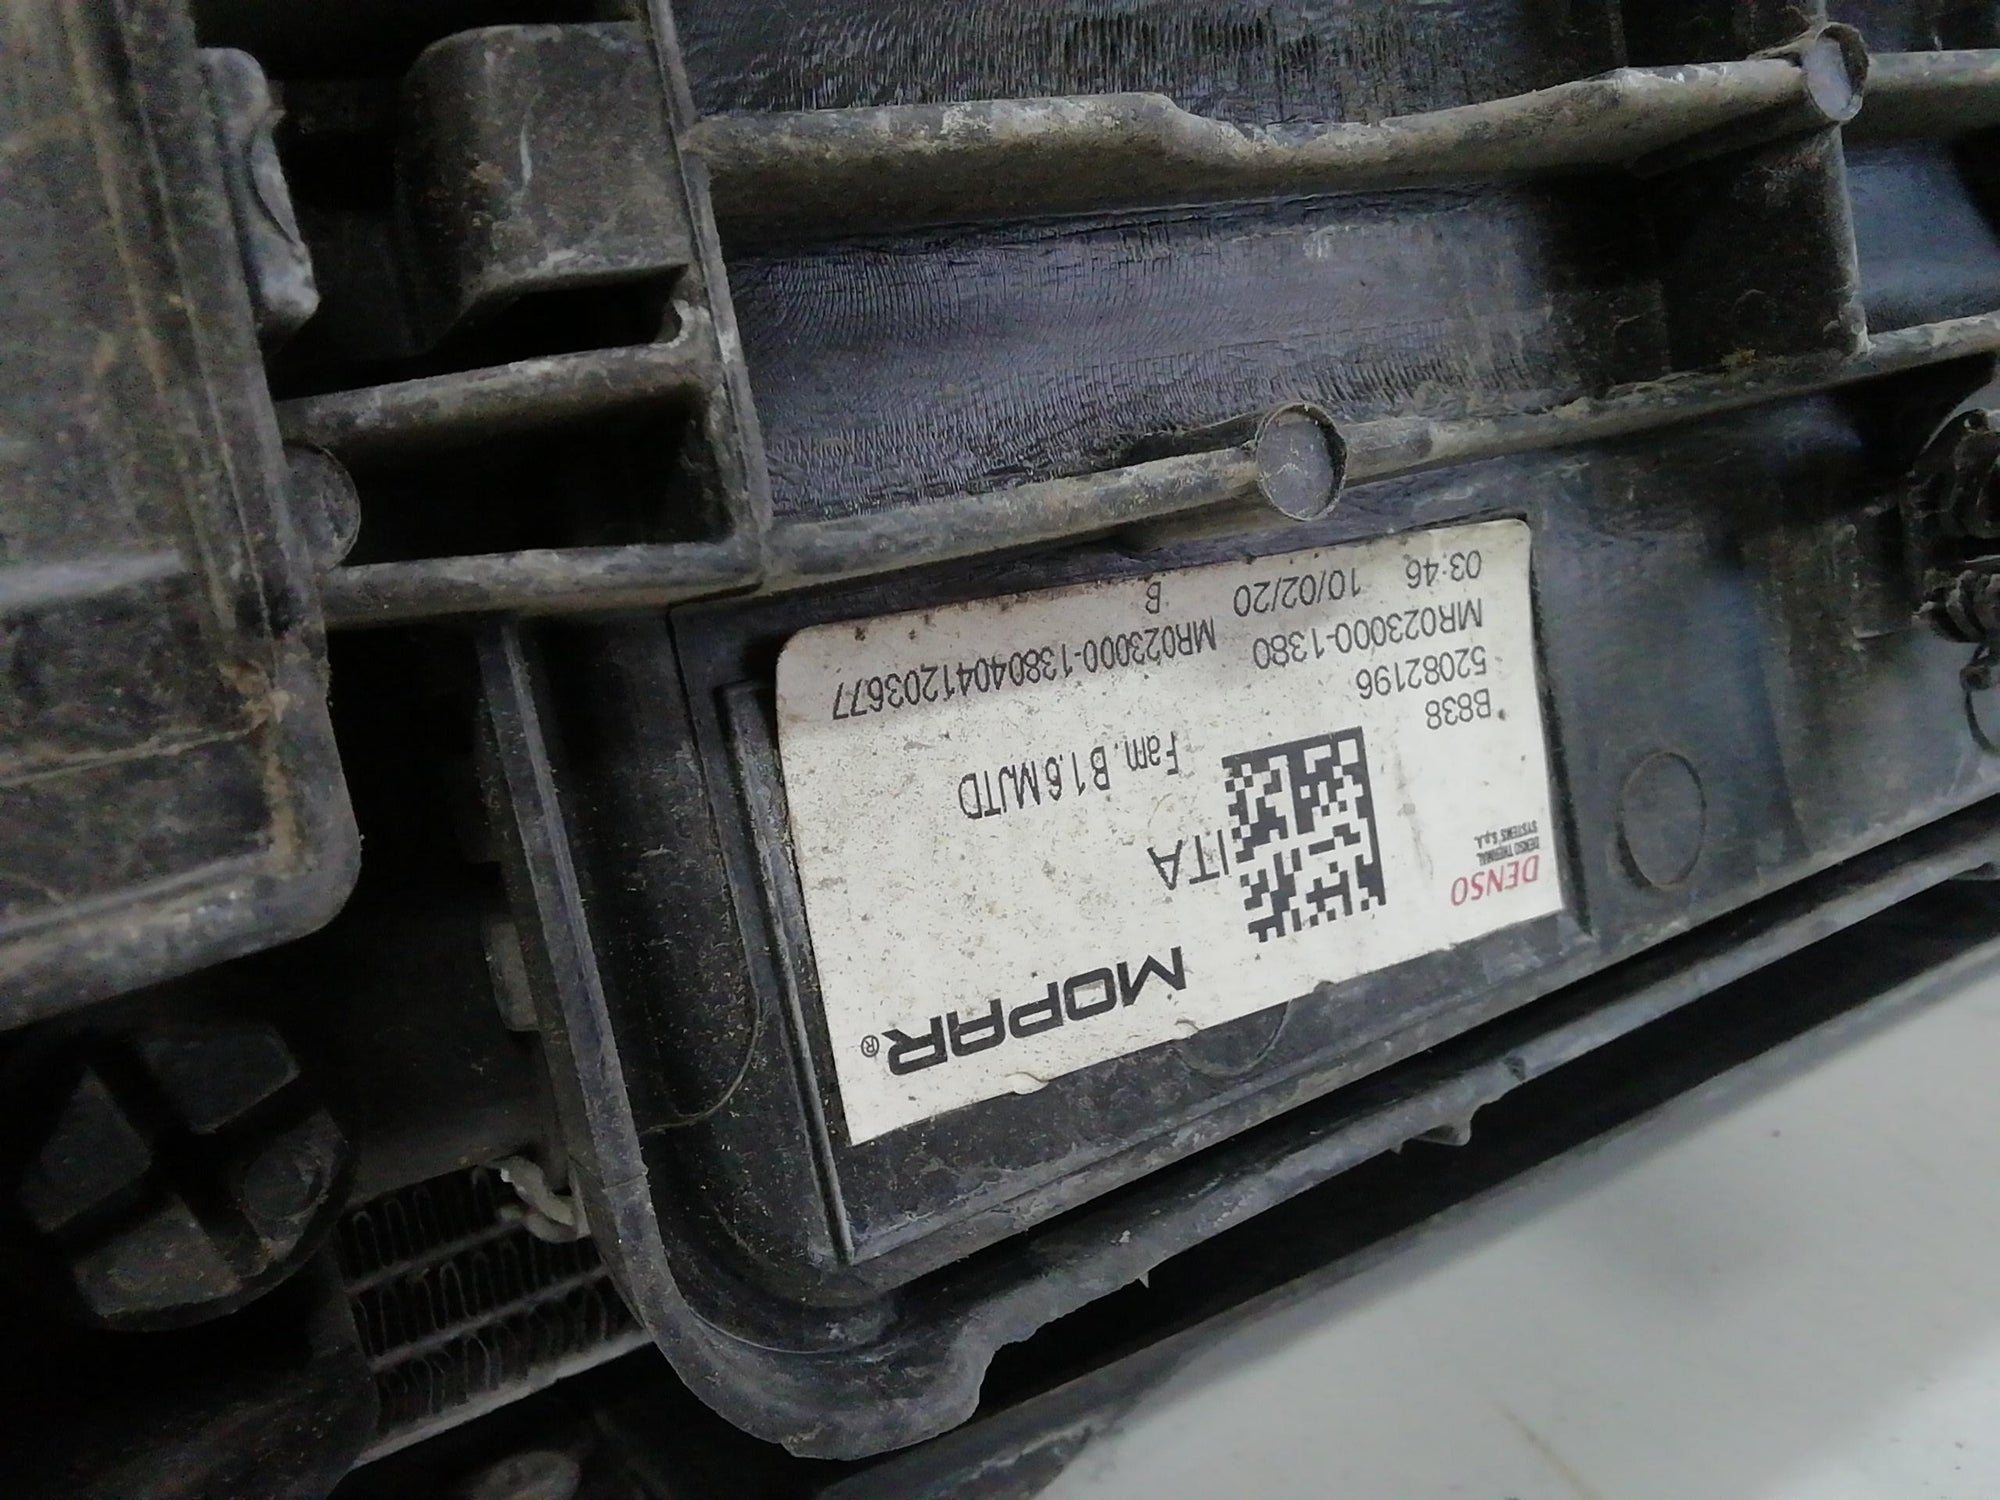 MOPAR®
DENSO
DENSO THERMAL
SYSTEMS S.p.A.
ITA
Fam. B 1.6 MJTD
B838
52082196
MR023000-1380
MR023000-13804041203677
03:46 10/02/20 B